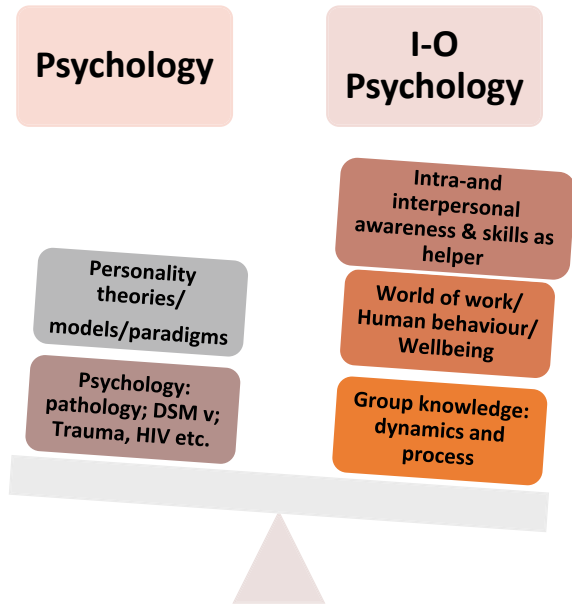 Psychology
I-O
Psychology
Intra-and
interpersonal
awareness & skills as
helper
Personality
theories/
models/paradigms
World of work/
Human behaviour/
Wellbeing
Psychology:
pathology; DSM v;
Trauma, HIV etc.
Group knowledge:
dynamics and
process